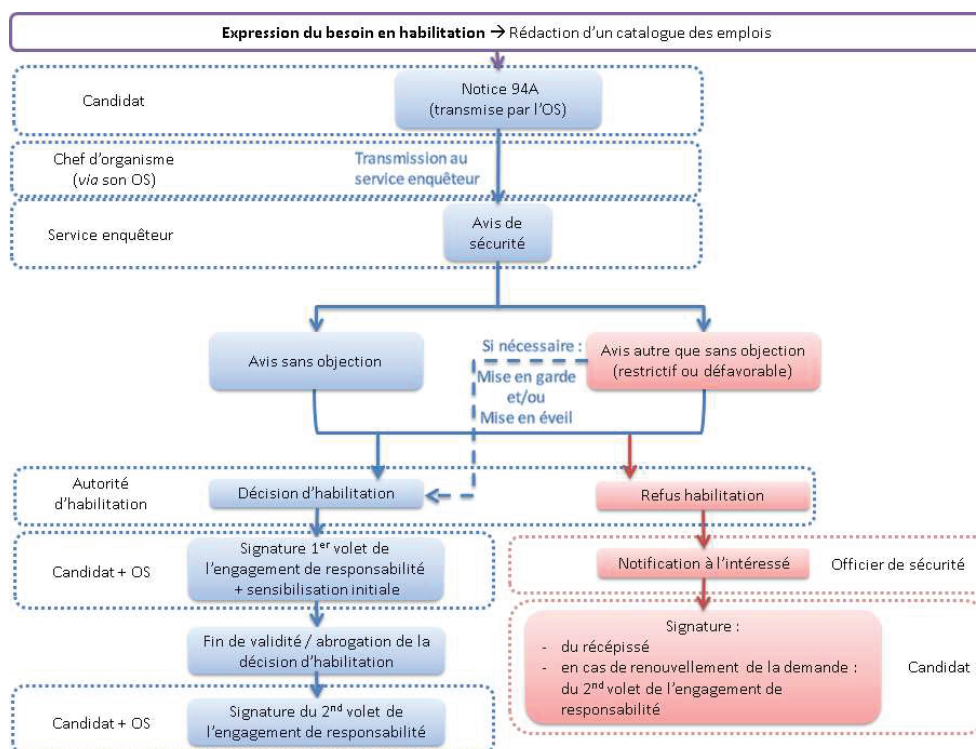 Expression du besoin en habilitation → Rédaction d'un catalogue des emplois
Candidat
Notice 94A
(transmise par l'OS)
Chef d'organisme
(via son OS)
Transmission au
service enquêteur
Service enquêteur
Avis de
sécurité
Avis sans objection
Si nécessaire :
Mise en garde
et/ou
Mise en éveil
Avis autre que sans objection
(restrictif ou défavorable)
Autorité
d'habilitation
Décision d'habilitation
Refus habilitation
Candidat + OS
Signature 1er volet de
l'engagement de responsabilité
+ sensibilisation initiale
Notification à l'intéressé
Officier de sécurité
Fin de validité / abrogation de la
décision d'habilitation
Signature :
- du récépissé
- en cas de renouvellement de la demande :
du 2nd volet de l'engagement de
responsabilité
Candidat
Candidat + OS
Signature du 2nd volet de
l'engagement de responsabilité